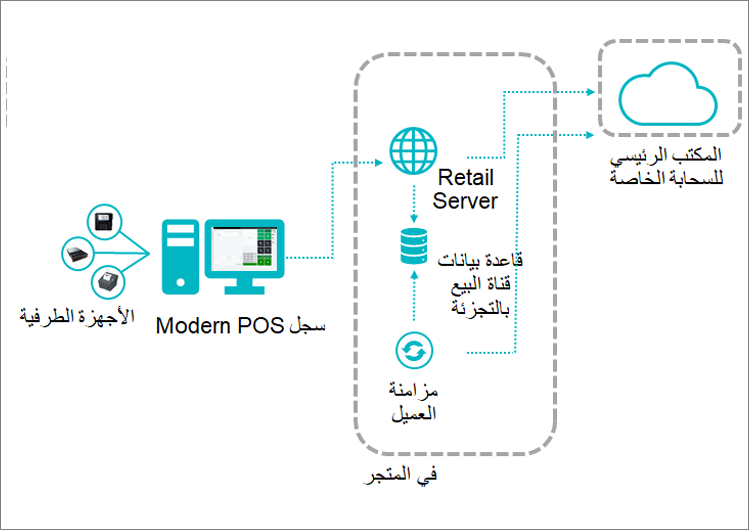 المكتب الرئيسي
للسحابة الخاصة
Retail
Server
قاعدة بيانات
قناة البيع
بالتجزئة
الأجهزة الطرفية
سجل Modern POS
مزامنة
العميل
في المتجر